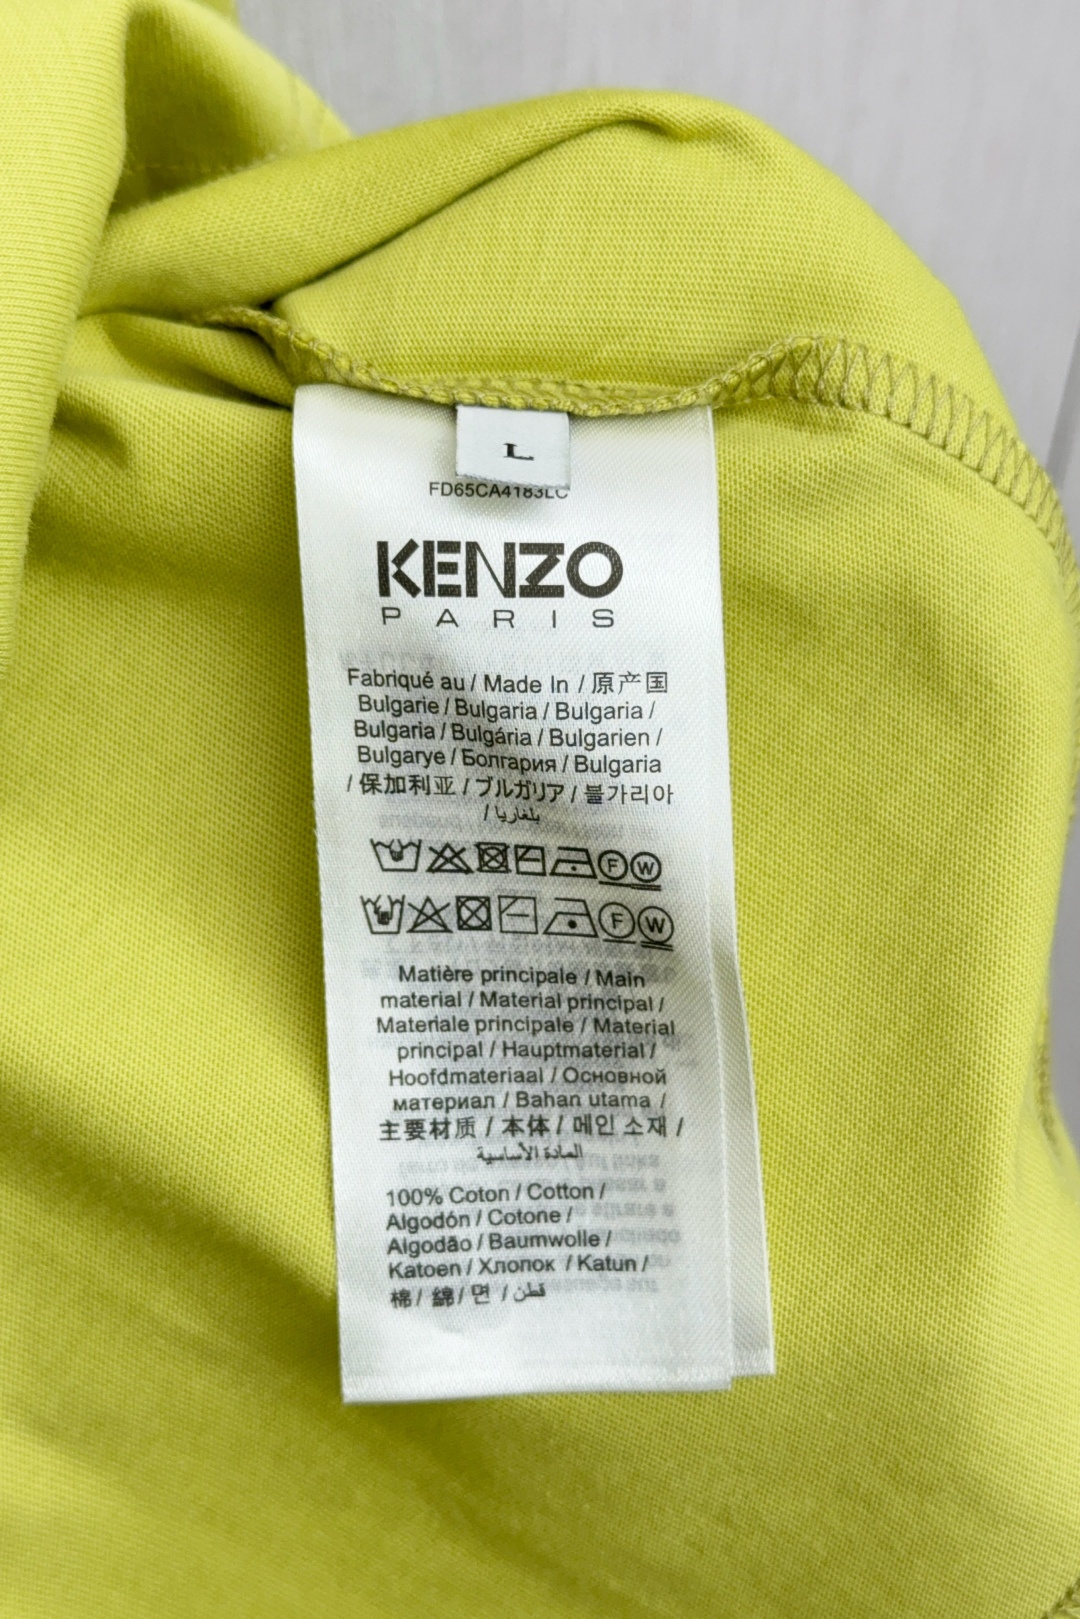 L
FD65CA4183LC
KENZO
PARIS
Fabriqué au / Made In / 原产国
Bulgarie / Bulgaria / Bulgaria /
Bulgaria / Bulgária / Bulgarien /
Bulgarye / Болгария / Bulgaria
/ 保加利亚 / ブルガリア / 불가리아
/ بلغاريا
F W
F W
Matière principale / Main
material / Material principal /
Materiale principale / Material
principal / Hauptmaterial /
Hoofdmateriaal / Основной
материал / Bahan utama /
主要材质 / 本体 / 메인 소재 /
المادة الأساسية
100% Coton / Cotton /
Algodón / Cotone /
Algodão / Baumwolle /
Katoen / Хлопок / Katun /
棉 / 綿 / 면 / قطن